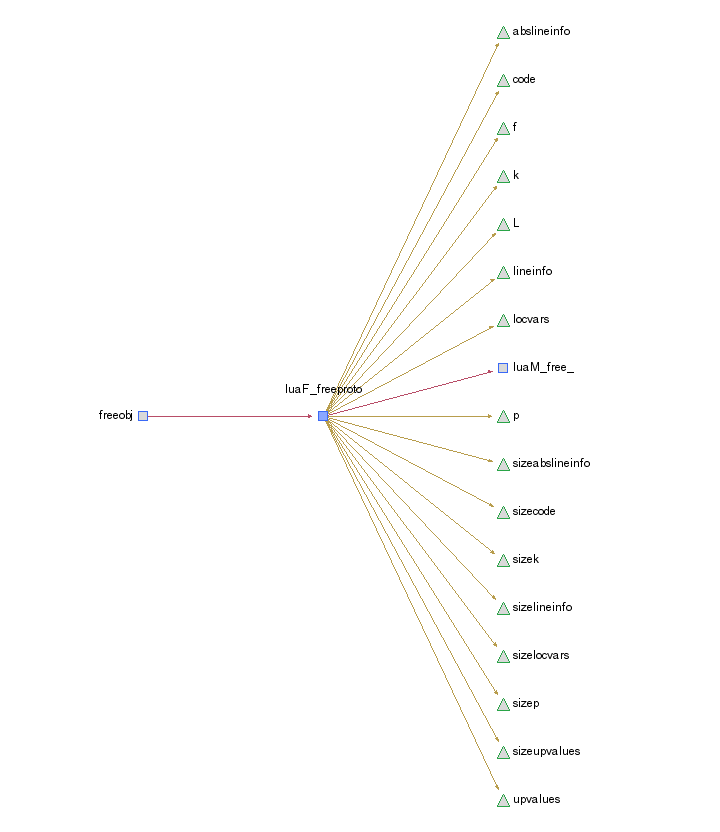 abslineinfo
code
f
k
L
lineinfo
locvars
luaM_free_
luaF_freeproto
freeobj
p
sizeabslineinfo
sizecode
sizek
sizelineinfo
sizelocvars
sizep
sizeupvalues
upvalues